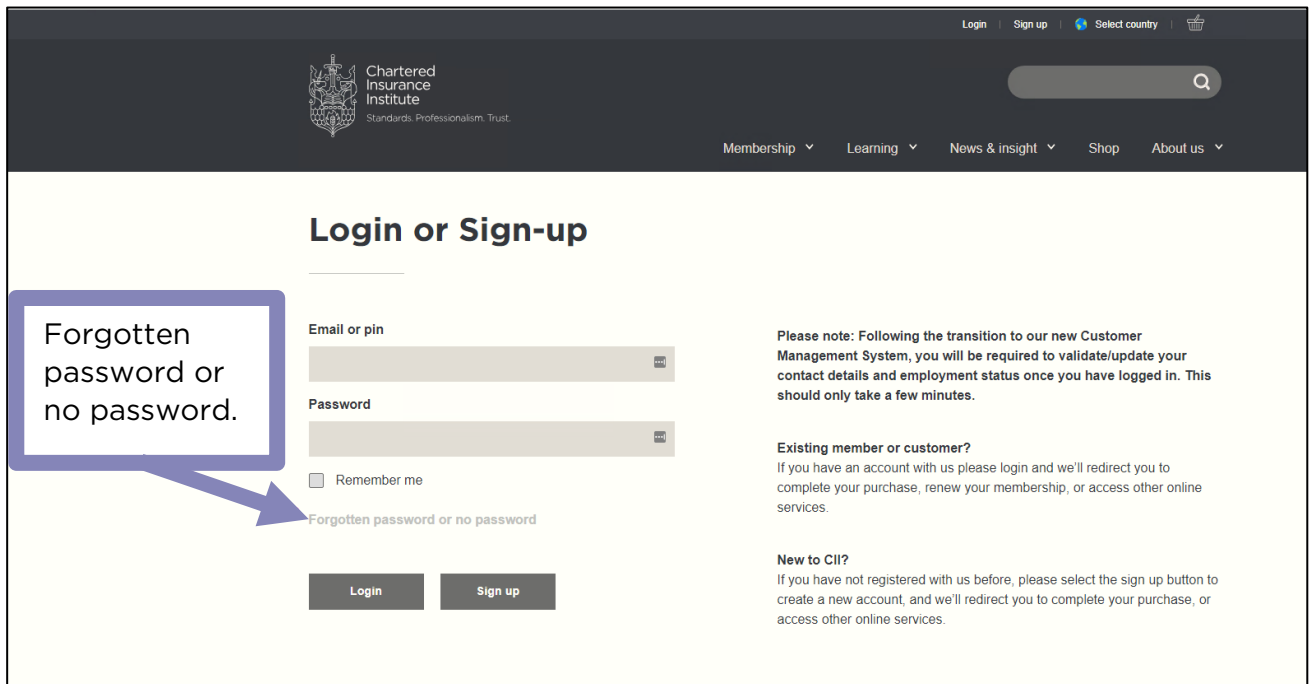 Login
Sign up
Select country
Chartered
Insurance
Institute
Standards. Professionalism. Trust.
Membership
Learning
News & insight
Shop
About us
Login or Sign-up
Forgotten
password or
no password.
Email or pin
Password
Remember me
Forgotten password or no password
Login
Sign up
Please note: Following the transition to our new Customer
Management System, you will be required to validate/update your
contact details and employment status once you have logged in. This
should only take a few minutes.
Existing member or customer?
If you have an account with us please login and we'll redirect you to
complete your purchase, renew your membership, or access other online
services.
New to CII?
If you have not registered with us before, please select the sign up button to
create a new account, and we'll redirect you to complete your purchase, or
access other online services.